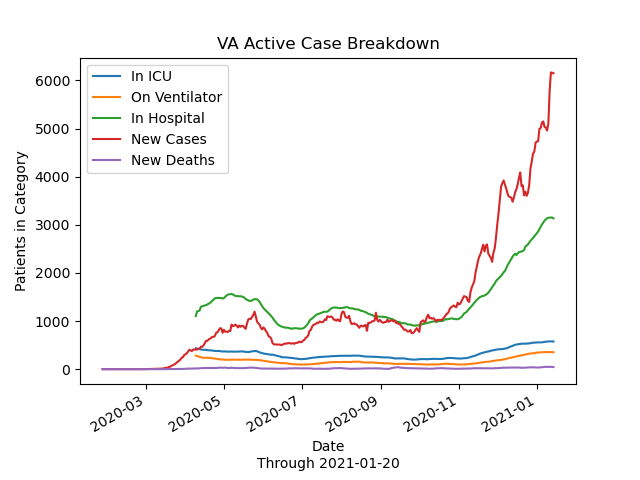 VA Active Case Breakdown
In ICU
On Ventilator
In Hospital
New Cases
New Deaths
Patients in Category
6000
5000
4000
3000
2000
1000
0
2020-03
2020-05
2020-07
2020-09
2020-11
2021-01
Date
Through 2021-01-20